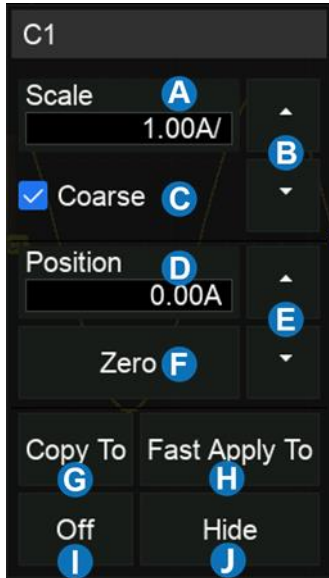 C1
Scale A
1.00A/
B
Coarse C
Position D
0.00A
E
Zero F
Copy To Fast Apply To
G H
Off Hide
I J